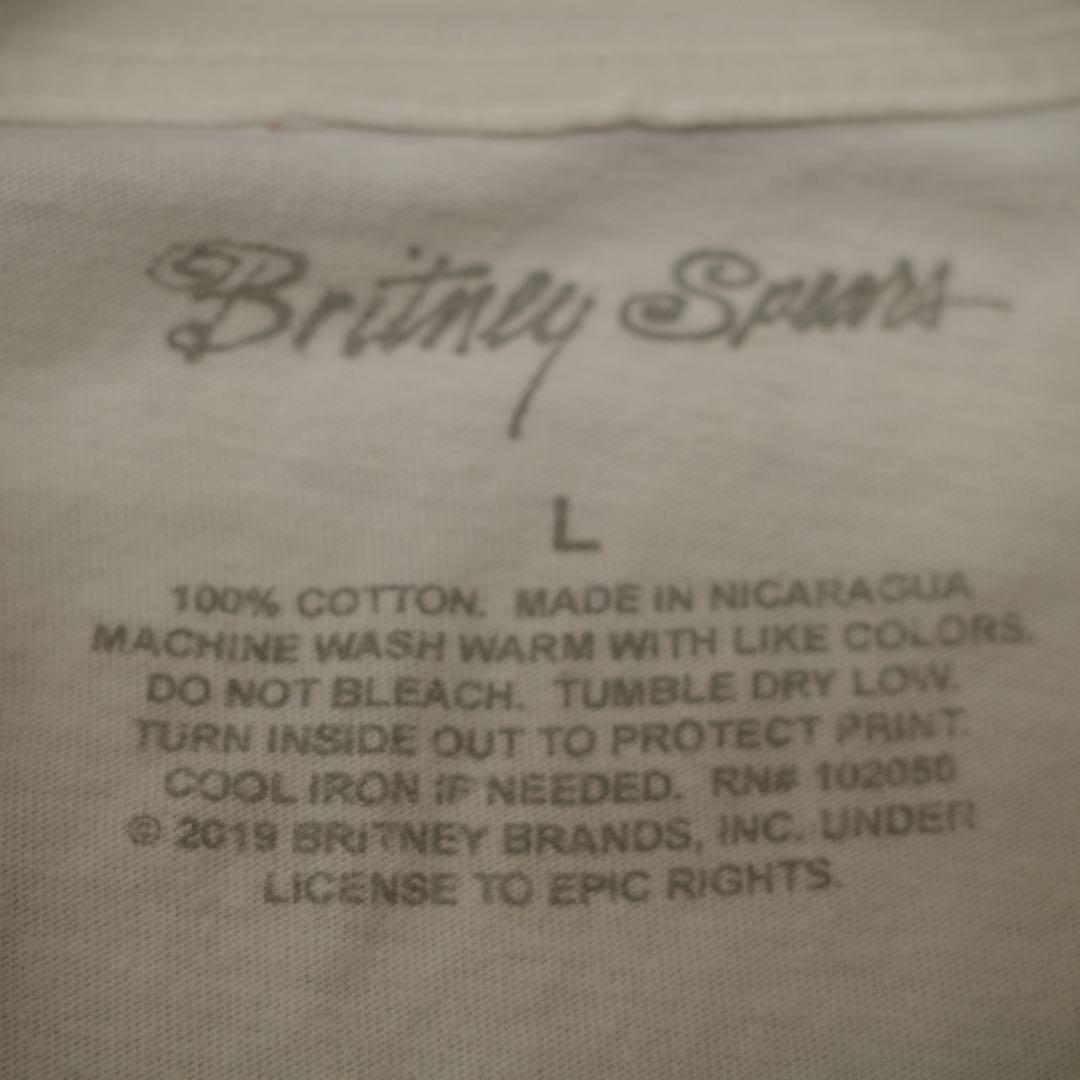 Britney Spears
L
100% COTTON. MADE IN NICARAGUA
MACHINE WASH WARM WITH LIKE COLORS.
DO NOT BLEACH. TUMBLE DRY LOW.
TURN INSIDE OUT TO PROTECT PRINT.
COOL IRON IF NEEDED. RN# 102050
© 2019 BRITNEY BRANDS, INC. UNDER
LICENSE TO EPIC RIGHTS.